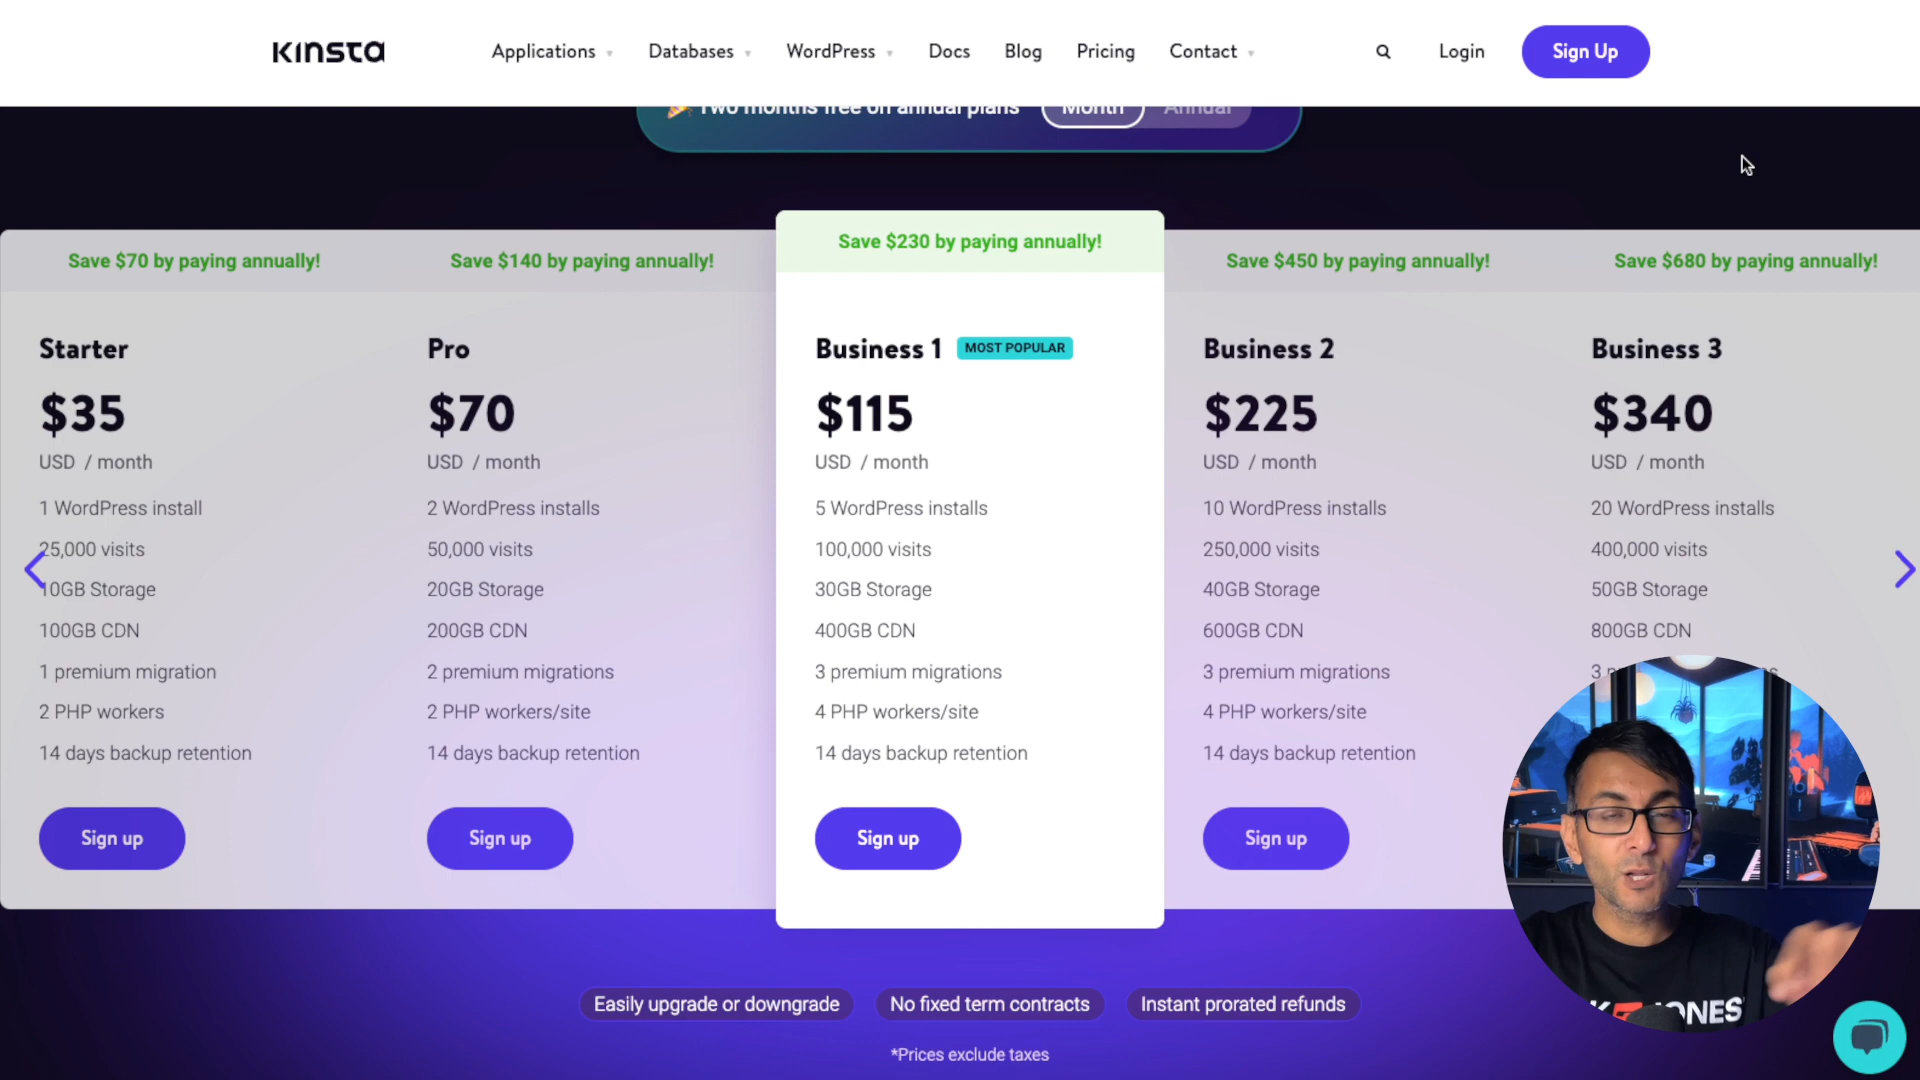 Kinsta
Applications
Databases
WordPress
Docs
Blog
Pricing
Contact
Login
Sign Up
Two months free on annual plans
Month
Annual
Save $70 by paying annually!
Starter
$35
USD / month
1 WordPress install
25,000 visits
10GB Storage
100GB CDN
1 premium migration
2 PHP workers
14 days backup retention
Sign up
Save $140 by paying annually!
Pro
$70
USD / month
2 WordPress installs
50,000 visits
20GB Storage
200GB CDN
2 premium migrations
2 PHP workers/site
14 days backup retention
Sign up
Save $230 by paying annually!
Business 1
MOST POPULAR
$115
USD / month
5 WordPress installs
100,000 visits
30GB Storage
400GB CDN
3 premium migrations
4 PHP workers/site
14 days backup retention
Sign up
Save $450 by paying annually!
Business 2
$225
USD / month
10 WordPress installs
250,000 visits
40GB Storage
600GB CDN
3 premium migrations
4 PHP workers/site
14 days backup retention
Sign up
Save $680 by paying annually!
Business 3
$340
USD / month
20 WordPress installs
400,000 visits
50GB Storage
800GB CDN
3
Easily upgrade or downgrade
No fixed term contracts
Instant prorated refunds
*Prices exclude taxes